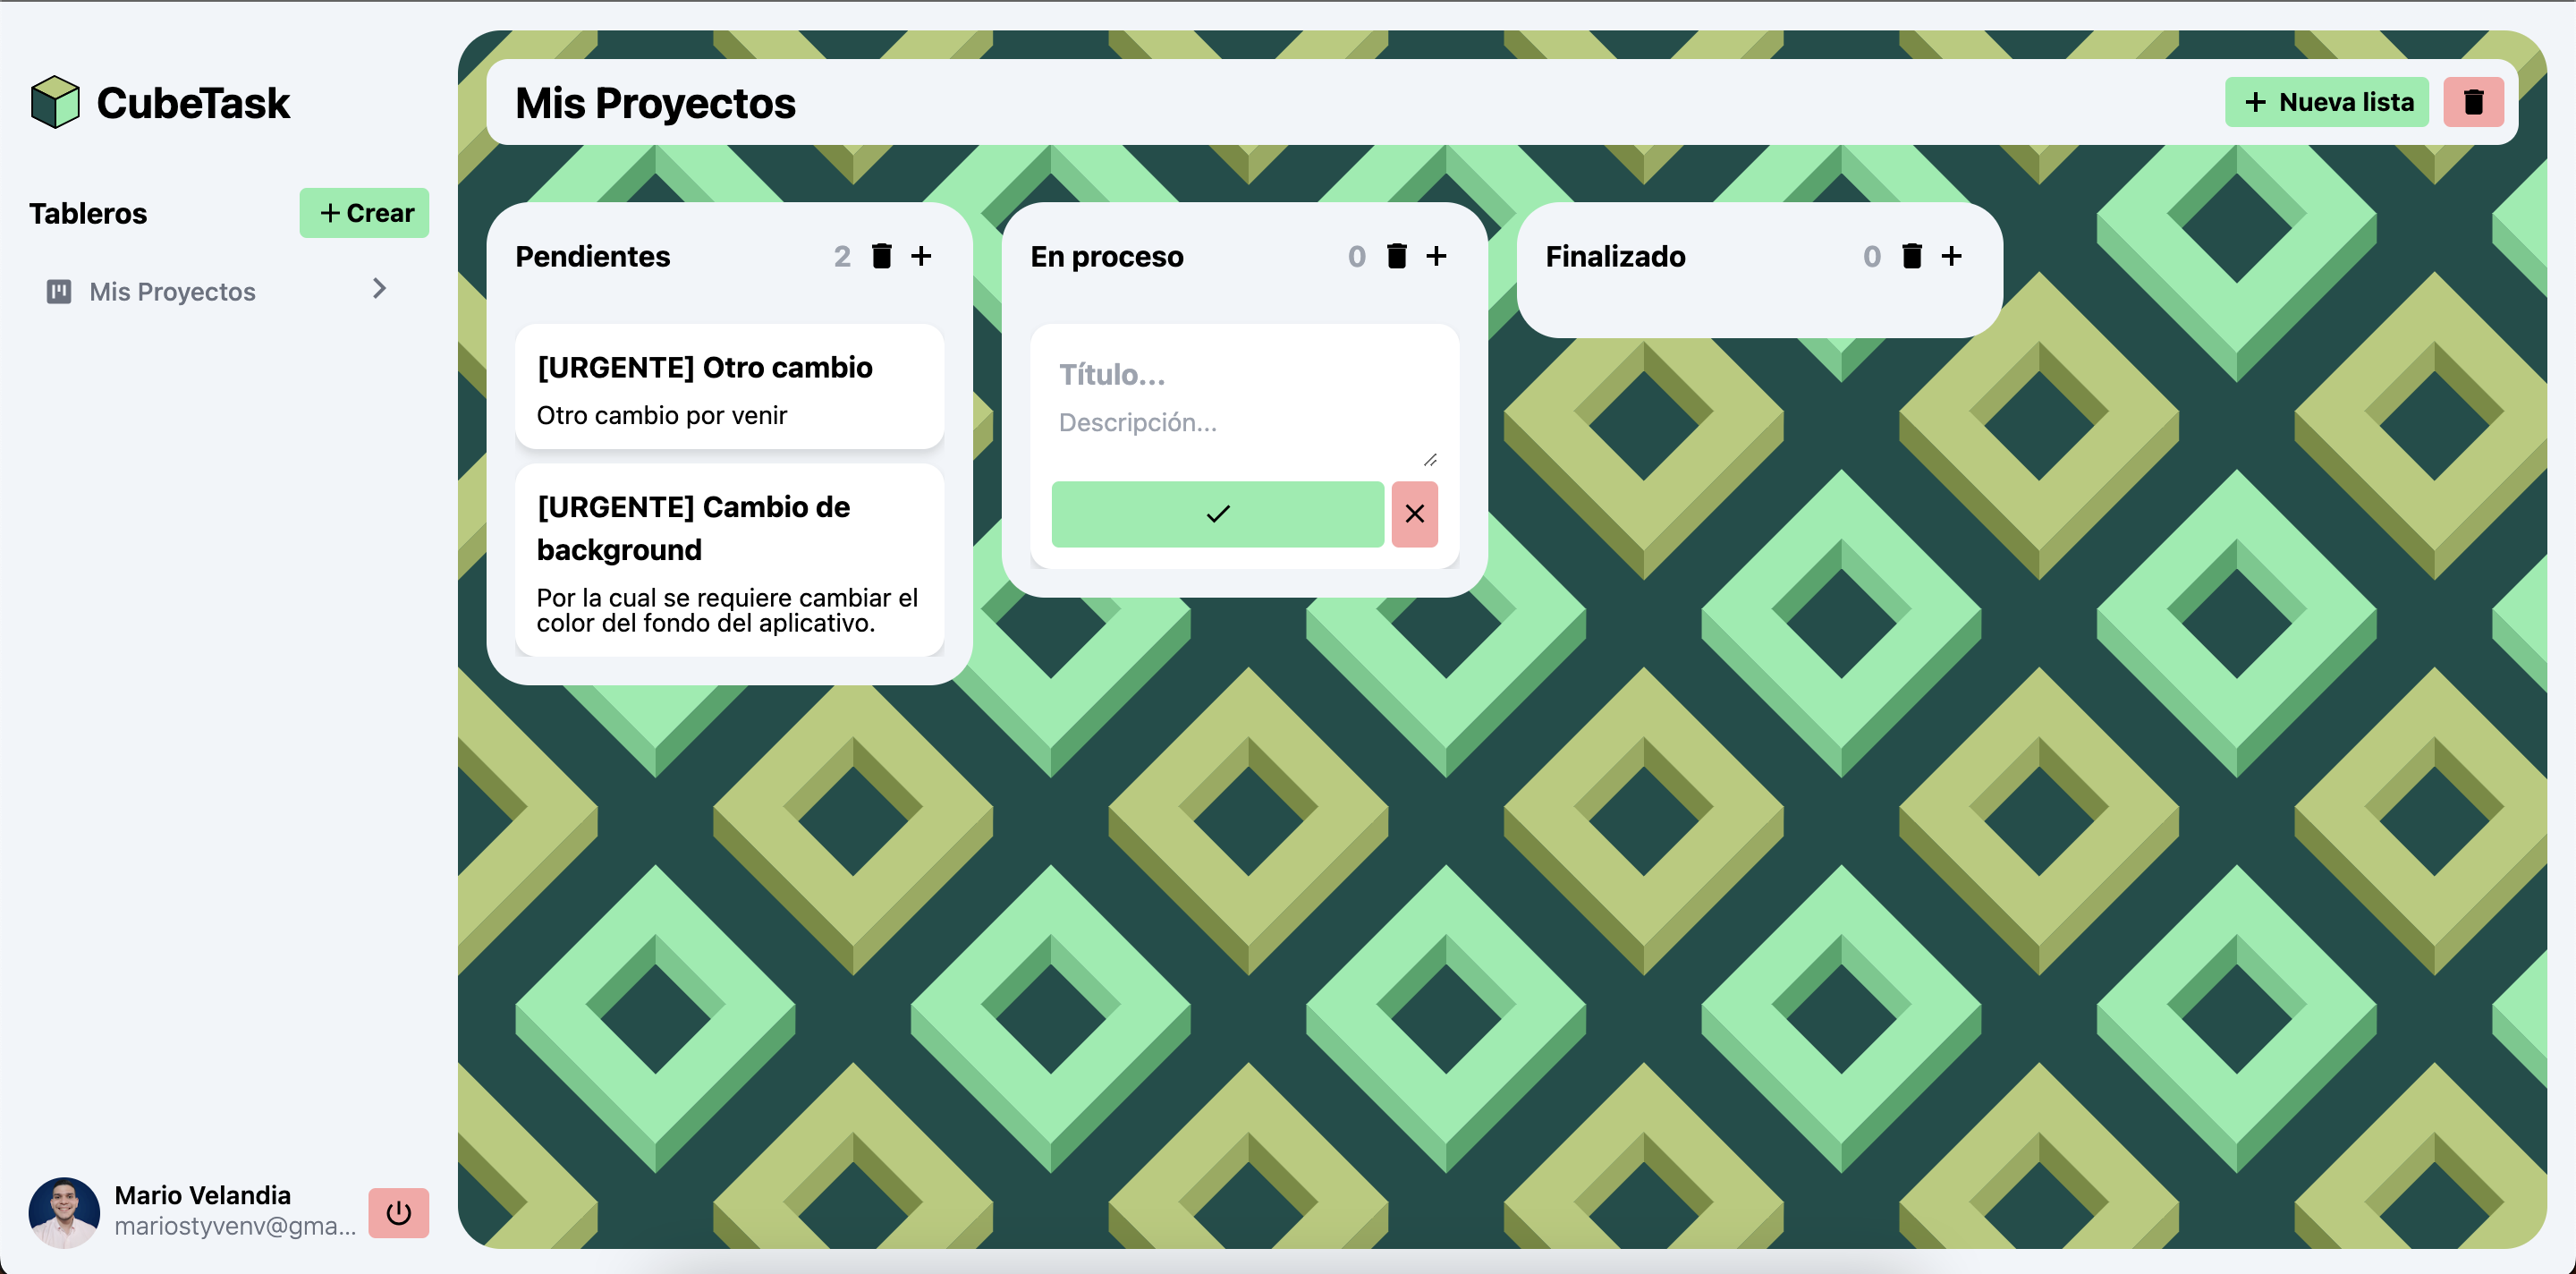 CubeTask
Tableros
+ Crear
Mis Proyectos
Mario Velandia
mariostyvenv@gma...
Mis Proyectos
+ Nueva lista
Pendientes 2
[URGENTE] Otro cambio
Otro cambio por venir
[URGENTE] Cambio de
background
Por la cual se requiere cambiar el
color del fondo del aplicativo.
En proceso 0
Título...
Descripción...
Finalizado 0